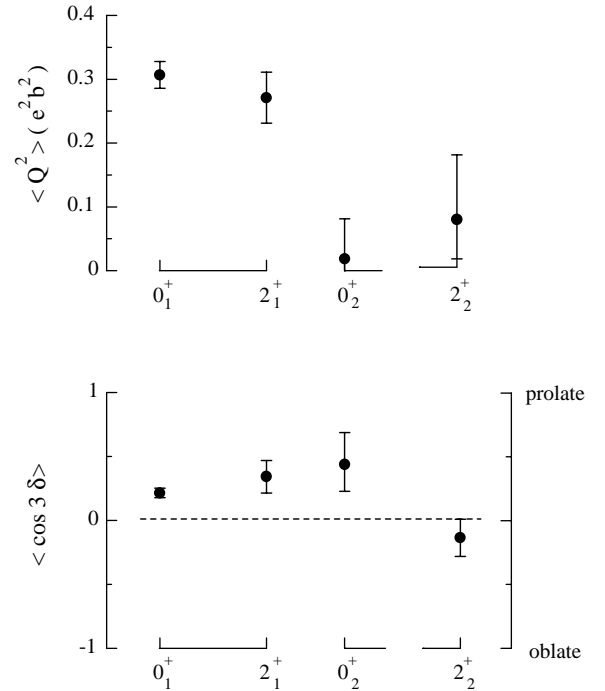 0.4
0.3
0.2
0.1
0
< Q² > ( e²b² )
0₁⁺ 2₁⁺ 0₂⁺ 2₂⁺
1
0
-1
< cos 3 δ >
prolate
oblate
0₁⁺ 2₁⁺ 0₂⁺ 2₂⁺